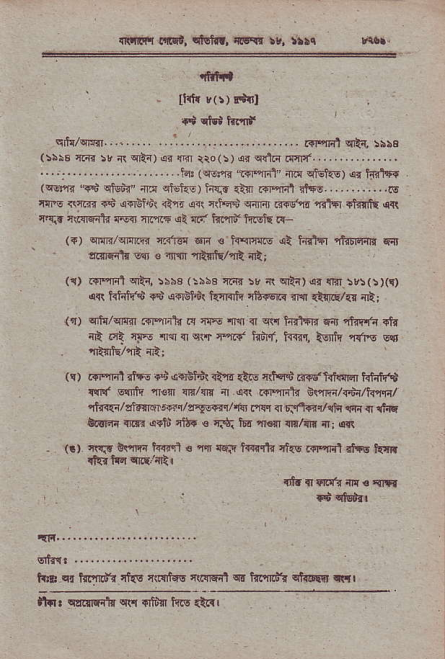 বাংলাদেশ গেজেট, অতিরিক্ত, নভেম্বর ১৮, ১৯৯৭ ৮৭৬৯
পরিশিষ্ট
[বিধি ৮(১) দ্রষ্টব্য]
কস্ট অডিট রিপোর্ট
আমি/আমরা.................................... কোম্পানী আইন, ১৯৯৪
(১৯৯৪ সনের ১৮ নং আইন) এর ধারা ২২০(১) এর অধীনে মেসার্স....................
..............................লিঃ (অতঃপর “কোম্পানী” নামে অভিহিত) এর নিরীক্ষক
(অতঃপর “কস্ট অডিটর” নামে অভিহিত) নিযুক্ত হইয়া কোম্পানী রক্ষিত............তে
সমাপ্ত বৎসরের কস্ট একাউন্টিং বইপত্র এবং সংশ্লিষ্ট অন্যান্য রেকর্ডপত্র পরীক্ষা করিয়াছি এবং
সংযুক্ত সংযোজনীর মন্তব্য সাপেক্ষে এই মর্মে রিপোর্ট দিতেছি যে—
(ক) আমার/আমাদের সর্বোত্তম জ্ঞান ও বিশ্বাসমতে এই নিরীক্ষা পরিচালনার জন্য
প্রয়োজনীয় তথ্য ও ব্যাখ্যা পাইয়াছি/পাই নাই;
(খ) কোম্পানী আইন, ১৯৯৪ (১৯৯৪ সনের ১৮ নং আইন) এর ধারা ১৮১(১)(ঘ)
এবং বিনির্দিষ্ট কস্ট একাউন্টিং হিসাবাদি সঠিকভাবে রাখা হইয়াছে/হয় নাই;
(গ) আমি/আমরা কোম্পানীর যে সমস্ত শাখা বা অংশ নিরীক্ষার জন্য পরিদর্শন করি
নাই সেই সমস্ত শাখা বা অংশ সম্পর্কে রিটার্ণ, বিবরণ, ইত্যাদি পর্যাপ্ত তথ্য
পাইয়াছি/পাই নাই;
(ঘ) কোম্পানী রক্ষিত কস্ট একাউন্টিং বইপত্র হইতে সংশ্লিষ্ট রেকর্ড বিধিমালা বিনির্দিষ্ট
যথার্থ তথ্যাদি পাওয়া যায়/যায় না এবং কোম্পানীর উৎপাদন/বন্টন/বিপণন/
পরিবহন/প্রক্রিয়াজাতকরণ/প্রস্তুতকরণ/শস্য পেষণ বা চূর্ণীকরণ/খনি খনন বা খনিজ
উত্তোলন ব্যয়ের একটি সঠিক ও সুষ্ঠু চিত্র পাওয়া যায়/যায় না; এবং
(ঙ) সংযুক্ত উৎপাদন বিবরণী ও পণ্য মজুদ বিবরণীর সহিত কোম্পানী রক্ষিত হিসাব
বহির মিল আছে/নাই।
ব্যক্তি বা ফার্মের নাম ও স্বাক্ষর
কস্ট অডিটর।
স্থান.........................
তারিখঃ .....................
বিঃদ্রঃ অত্র রিপোর্টের সহিত সংযোজিত সংযোজনী অত্র রিপোর্টের অবিচ্ছেদ্য অংশ।
টীকাঃ অপ্রয়োজনীয় অংশ কাটিয়া দিতে হইবে।